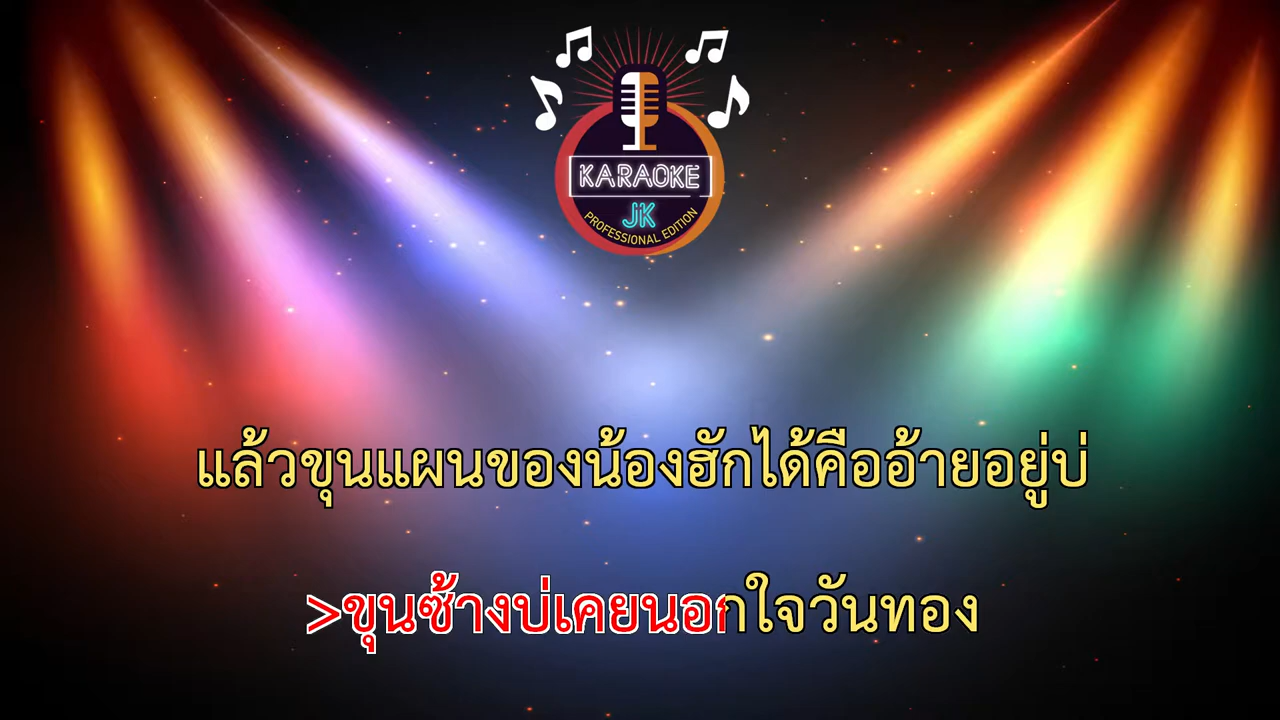 KARAOKE
JK
PROFESSIONAL EDITION
แล้วขุนแผนของน้องฮักได้คืออ้ายอยู่บ่
>ขุนช้างบ่เคยนอกใจวันทอง